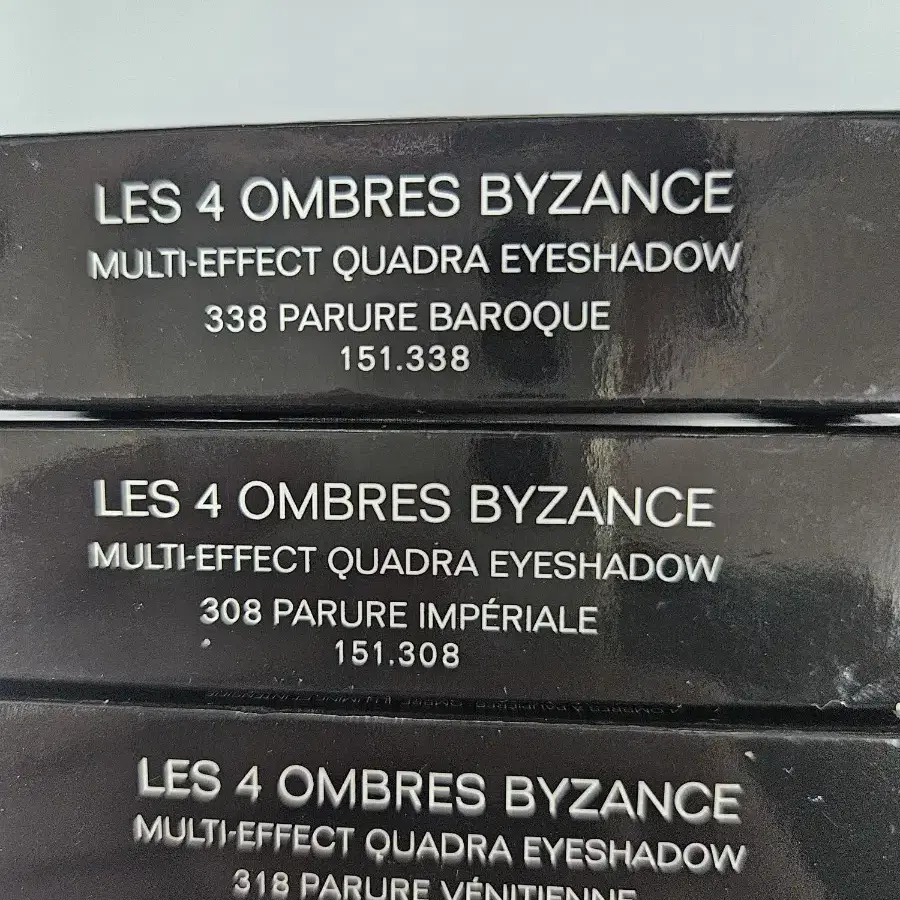 LES 4 OMBRES BYZANCE
MULTI-EFFECT QUADRA EYESHADOW
338 PARURE BAROQUE
151.338
LES 4 OMBRES BYZANCE
MULTI-EFFECT QUADRA EYESHADOW
308 PARURE IMPÉRIALE
151.308
LES 4 OMBRES BYZANCE
MULTI-EFFECT QUADRA EYESHADOW
318 PARURE VÉNITIENNE